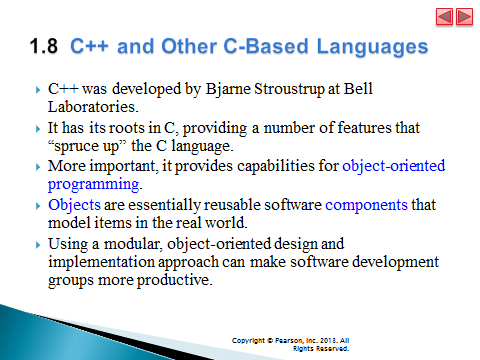 1.8 C++ and Other C-Based Languages
C++ was developed by Bjarne Stroustrup at Bell
Laboratories.
It has its roots in C, providing a number of features that
“spruce up” the C language.
More important, it provides capabilities for object-oriented
programming.
Objects are essentially reusable software components that
model items in the real world.
Using a modular, object-oriented design and
implementation approach can make software development
groups more productive.
Copyright © Pearson, Inc. 2013. All
Rights Reserved.